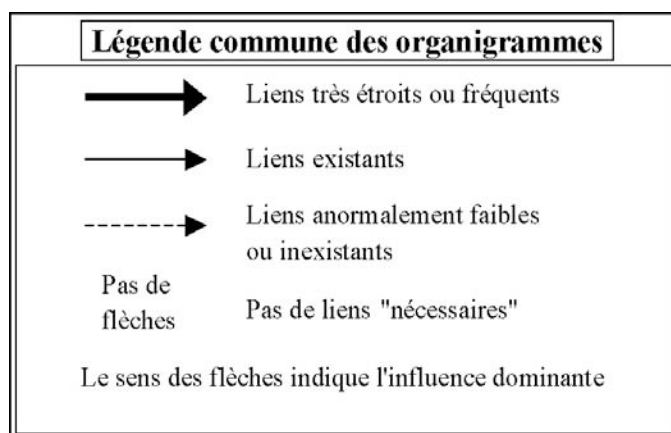 Légende commune des organigrammes
Liens très étroits ou fréquents
Liens existants
Liens anormalement faibles
ou inexistants
Pas de
flèches
Pas de liens "nécessaires"
Le sens des flèches indique l'influence dominante